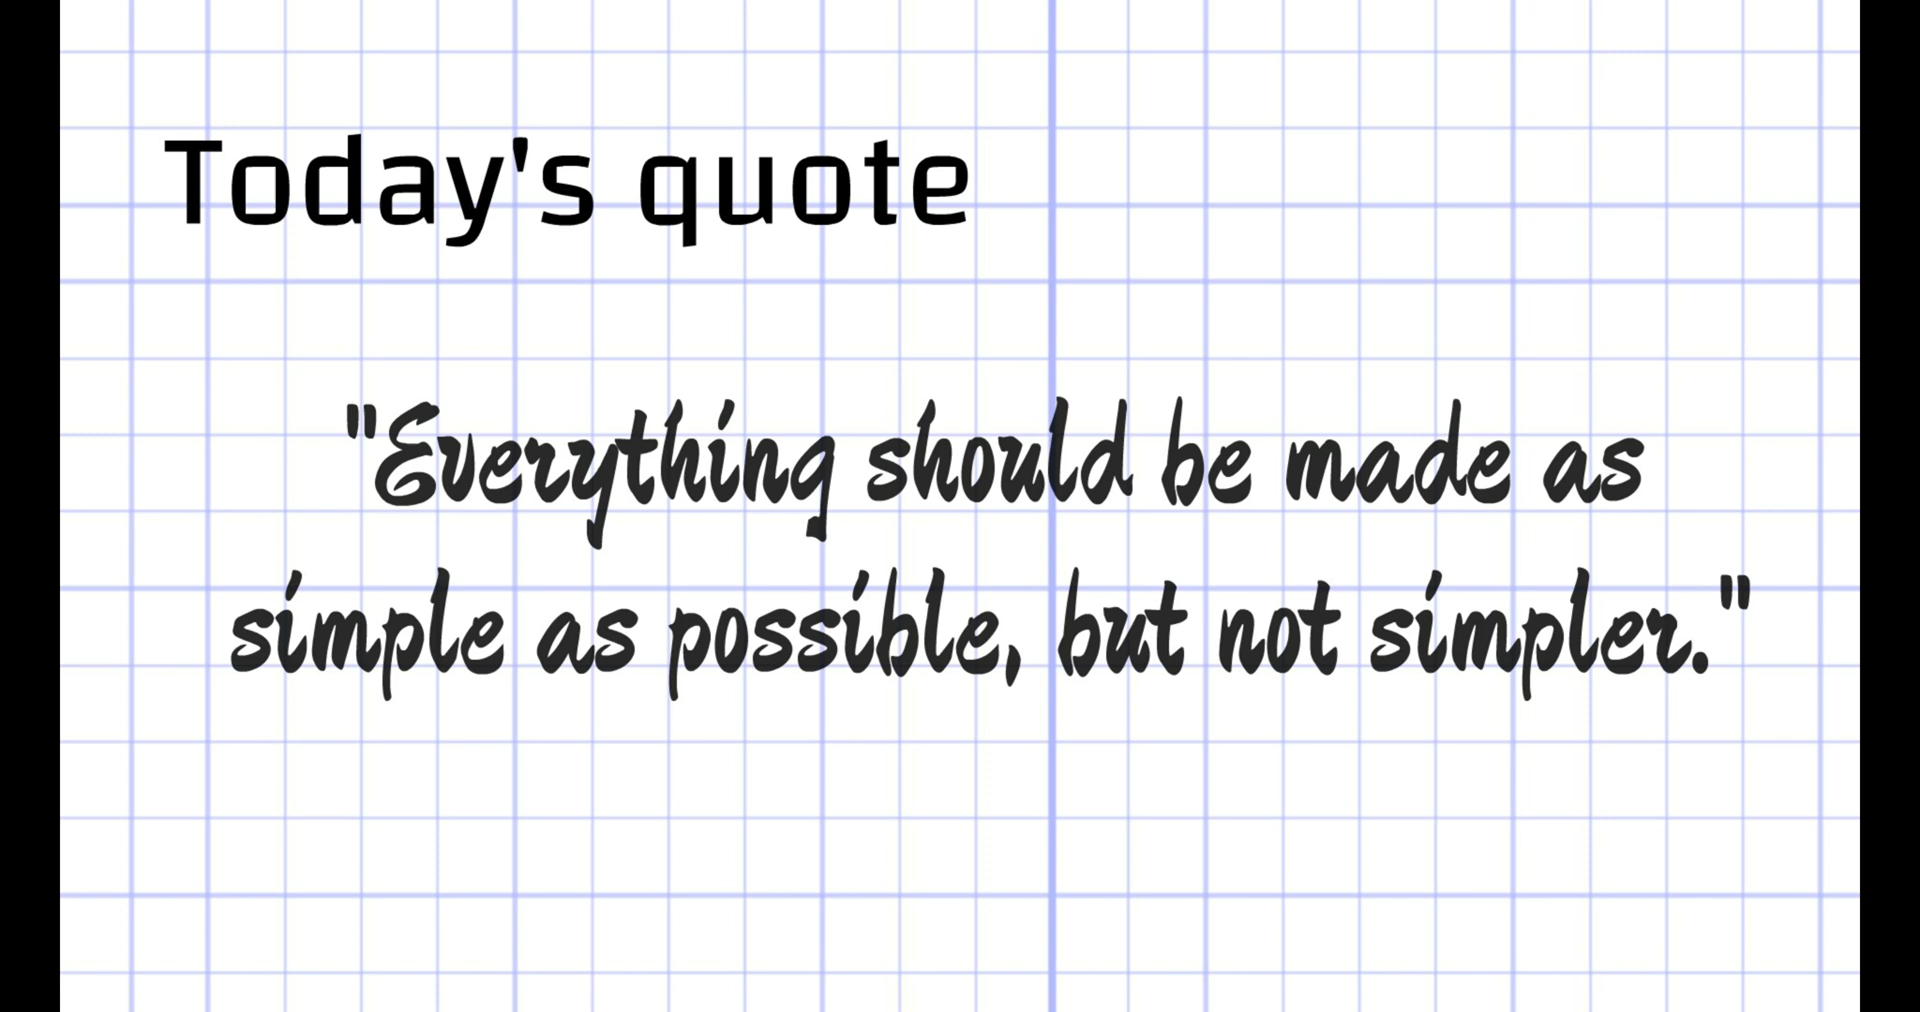 Today's quote
"Everything should be made as
simple as possible, but not simpler."